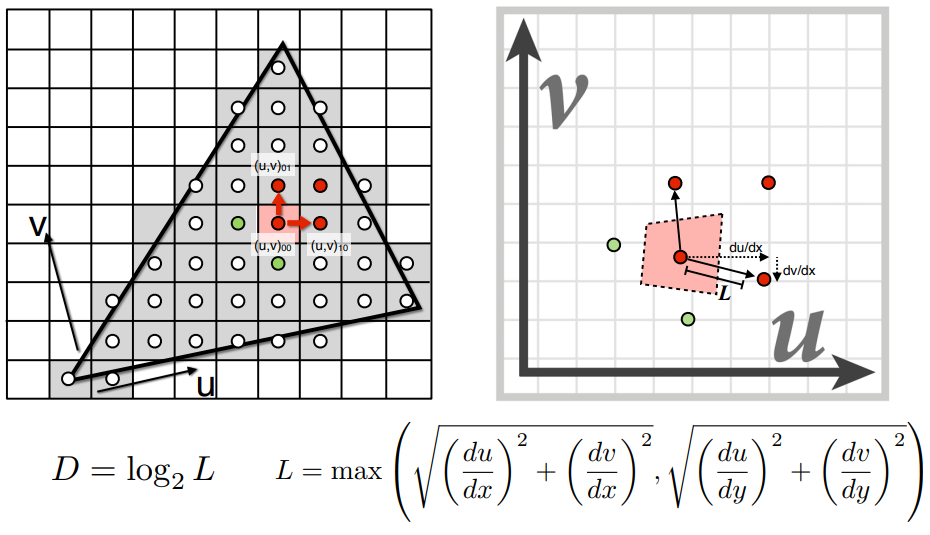 (u,v)₀₁
(u,v)₀₀ (u,v)₁₀
v
u
v
du/dx
dv/dx
L
u
D = log₂ L
L = max ( √( (du/dx)² + (dv/dx)² ), √( (du/dy)² + (dv/dy)² ) )